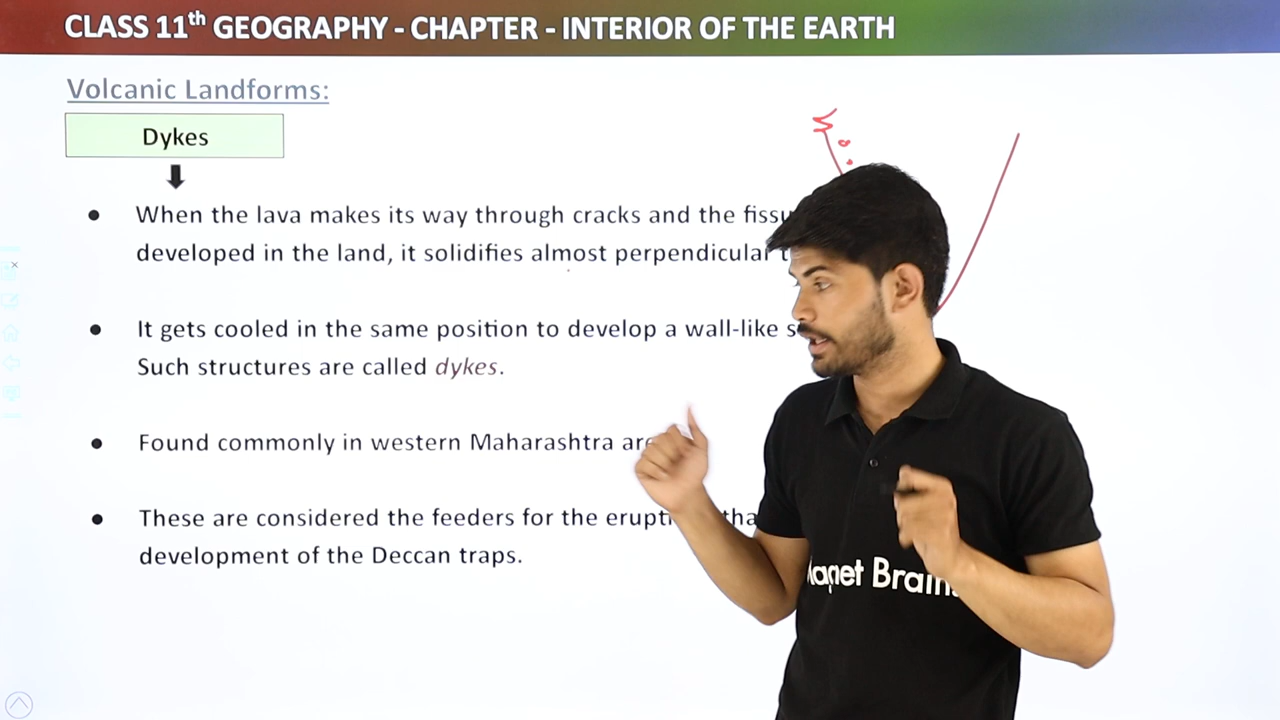 CLASS 11th GEOGRAPHY - CHAPTER - INTERIOR OF THE EARTH
Volcanic Landforms:
Dykes
When the lava makes its way through cracks and the
developed in the land, it solidifies almost perpendicular
It gets cooled in the same position to develop a wall-like
Such structures are called dykes.
Found commonly in western Maharashtra
These are considered the feeders for the
development of the Deccan traps.
Brains